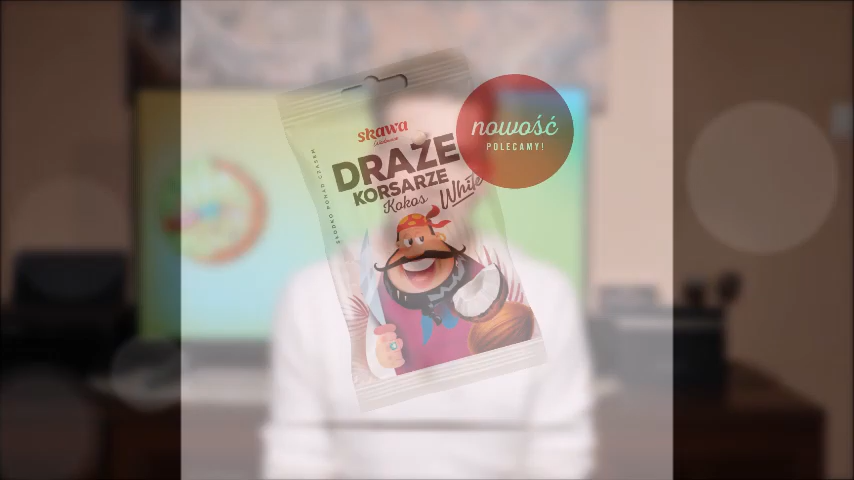 skawa
DRAŻE
KORSARZE
Kokos White
nowość
POLECAMY!